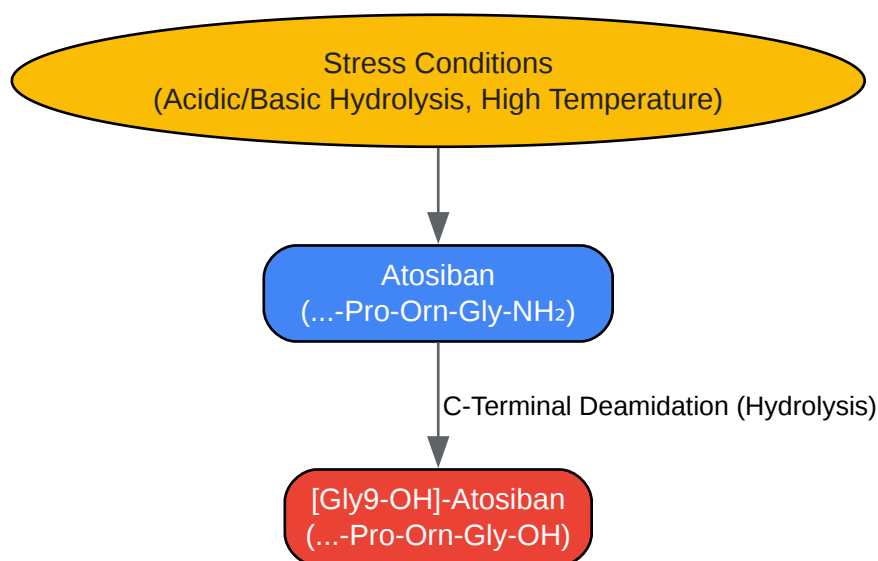 Stress Conditions
(Acidic/Basic Hydrolysis, High Temperature)
Atosiban
(...-Pro-Orn-Gly-NH₂)
C-Terminal Deamidation (Hydrolysis)
[Gly9-OH]-Atosiban
(...-Pro-Orn-Gly-OH)